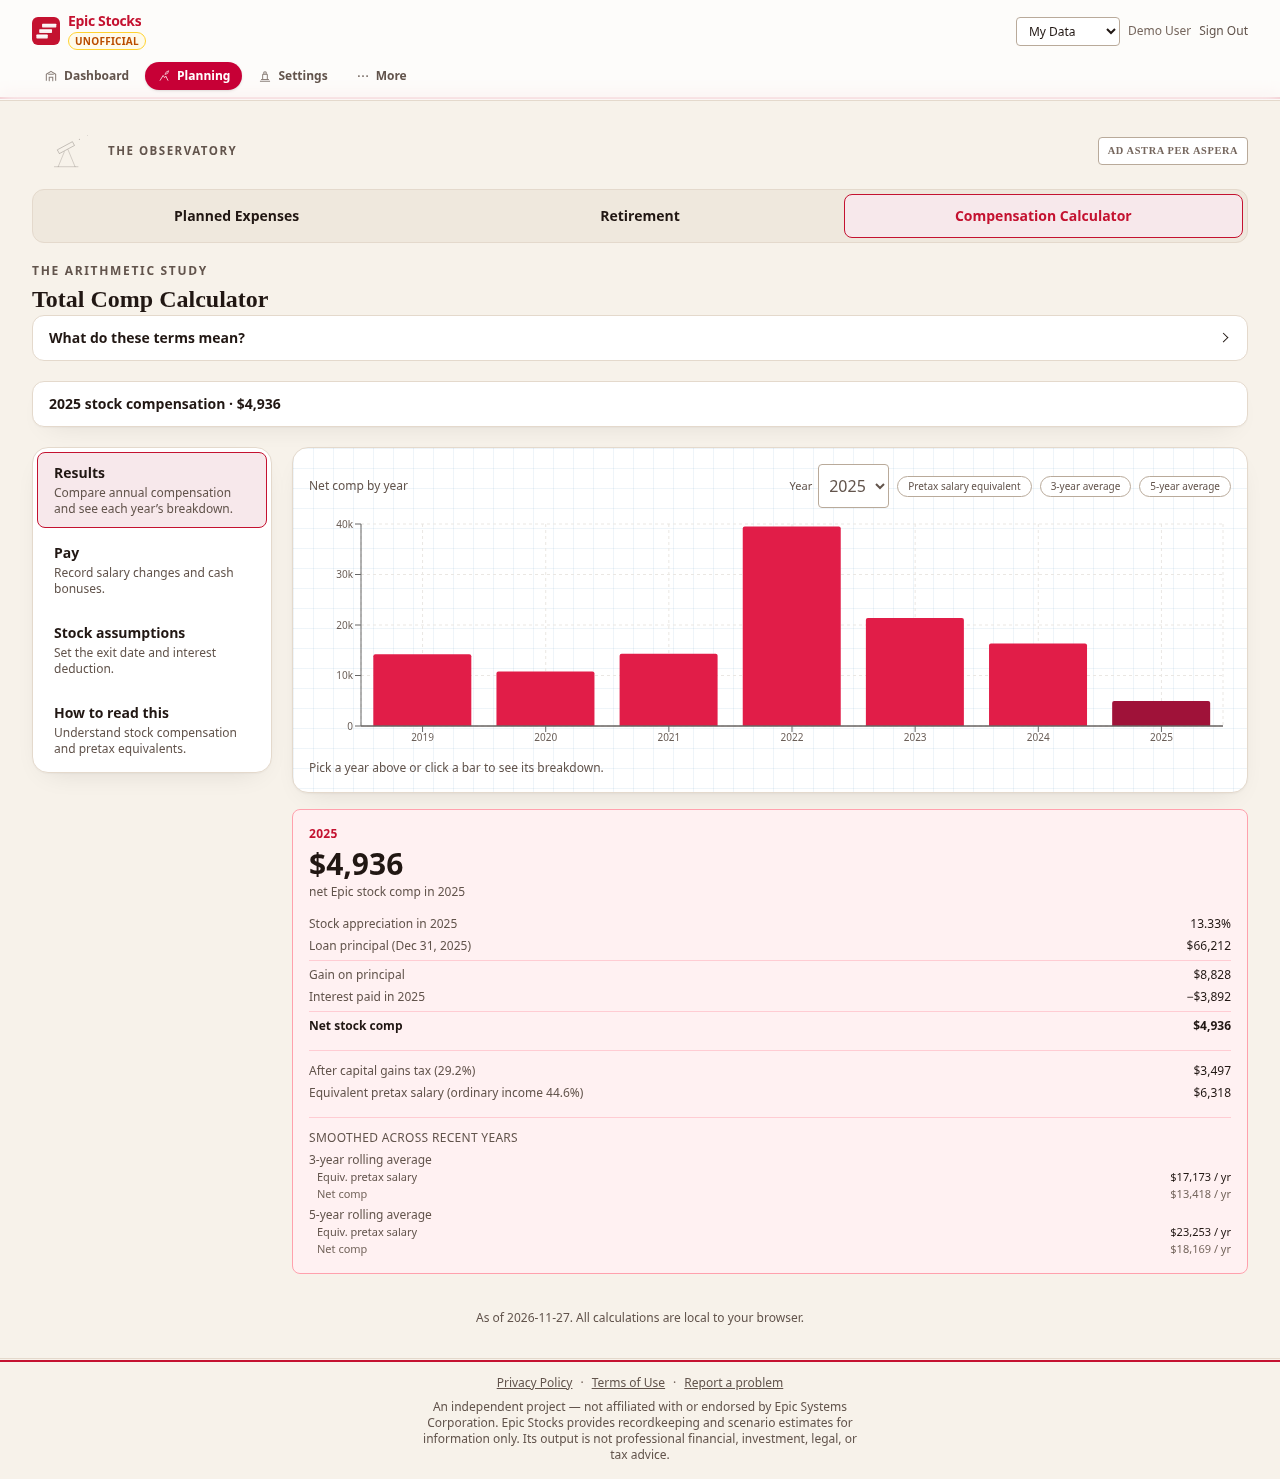 Epic Stocks
UNOFFICIAL
My Data
Demo User
Sign Out
Dashboard
Planning
Settings
More
THE OBSERVATORY
AD ASTRA PER ASPERA
Planned Expenses
Retirement
Compensation Calculator
THE ARITHMETIC STUDY
Total Comp Calculator
What do these terms mean?
2025 stock compensation · $4,936
Results
Compare annual compensation
and see each year’s breakdown.
Pay
Record salary changes and cash
bonuses.
Stock assumptions
Set the exit date and interest
deduction.
How to read this
Understand stock compensation
and pretax equivalents.
Net comp by year
Year
2025
Pretax salary equivalent
3-year average
5-year average
40k
30k
20k
10k
0
2019
2020
2021
2022
2023
2024
2025
Pick a year above or click a bar to see its breakdown.
2025
$4,936
net Epic stock comp in 2025
Stock appreciation in 2025 13.33%
Loan principal (Dec 31, 2025) $66,212
Gain on principal $8,828
Interest paid in 2025 −$3,892
Net stock comp $4,936
After capital gains tax (29.2%) $3,497
Equivalent pretax salary (ordinary income 44.6%) $6,318
SMOOTHED ACROSS RECENT YEARS
3-year rolling average
Equiv. pretax salary $17,173 / yr
Net comp $13,418 / yr
5-year rolling average
Equiv. pretax salary $23,253 / yr
Net comp $18,169 / yr
As of 2026-11-27. All calculations are local to your browser.
Privacy Policy · Terms of Use · Report a problem
An independent project — not affiliated with or endorsed by Epic Systems
Corporation. Epic Stocks provides recordkeeping and scenario estimates for
information only. Its output is not professional financial, investment, legal, or
tax advice.